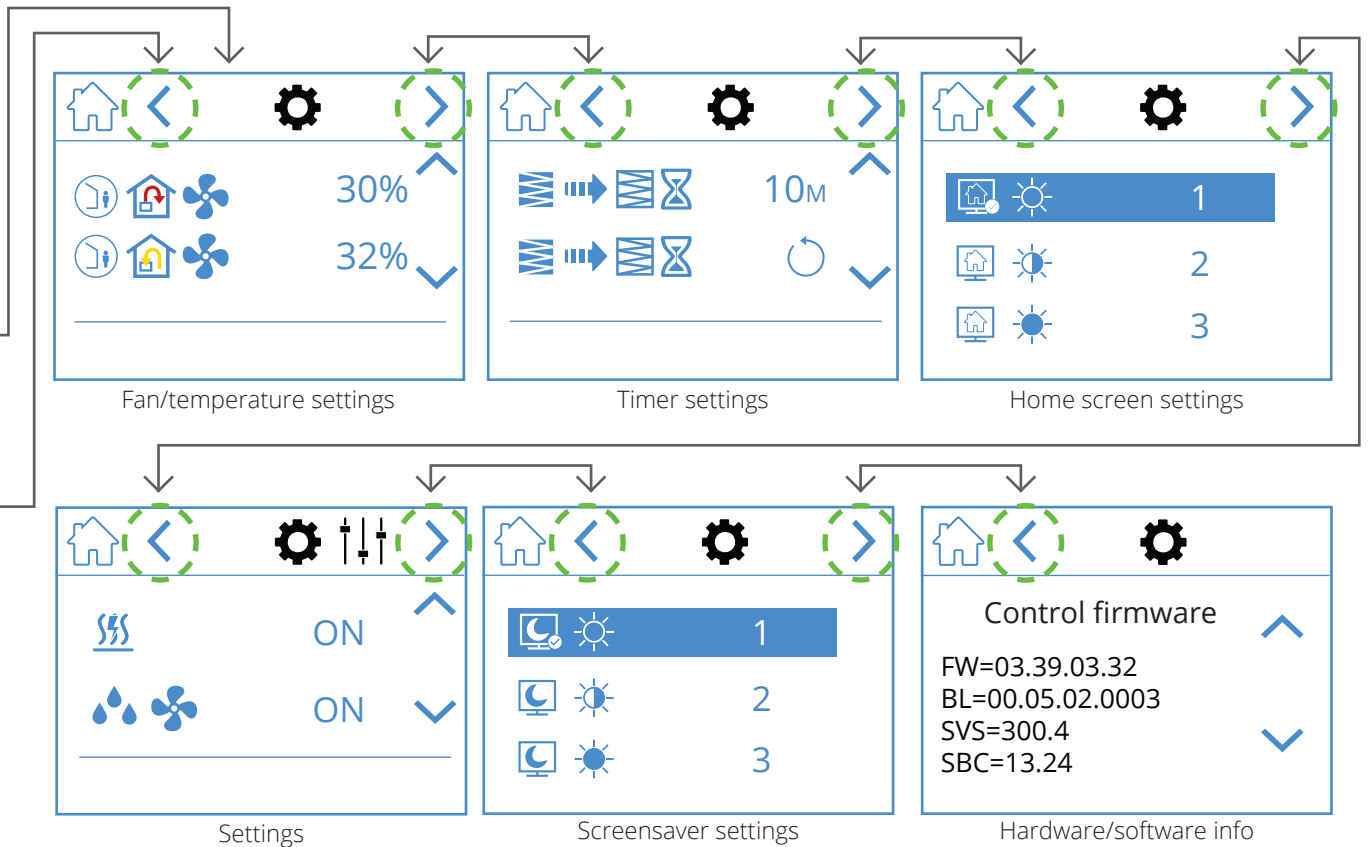 30%
32%
Fan/temperature settings
10M
Timer settings
1
2
3
Home screen settings
ON
ON
Settings
1
2
3
Screensaver settings
Control firmware
FW=03.39.03.32
BL=00.05.02.0003
SVS=300.4
SBC=13.24
Hardware/software info